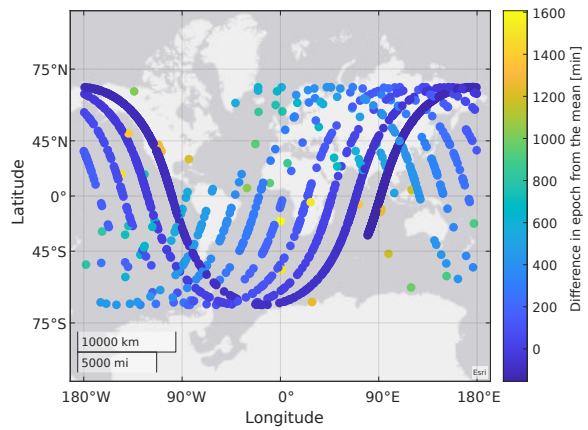 75°N
45°N
0°
45°S
75°S
Latitude
10000 km
5000 mi
Esri
180°W
90°W
0°
90°E
180°E
Longitude
1600
1400
1200
1000
800
600
400
200
0
Difference in epoch from the mean [min]